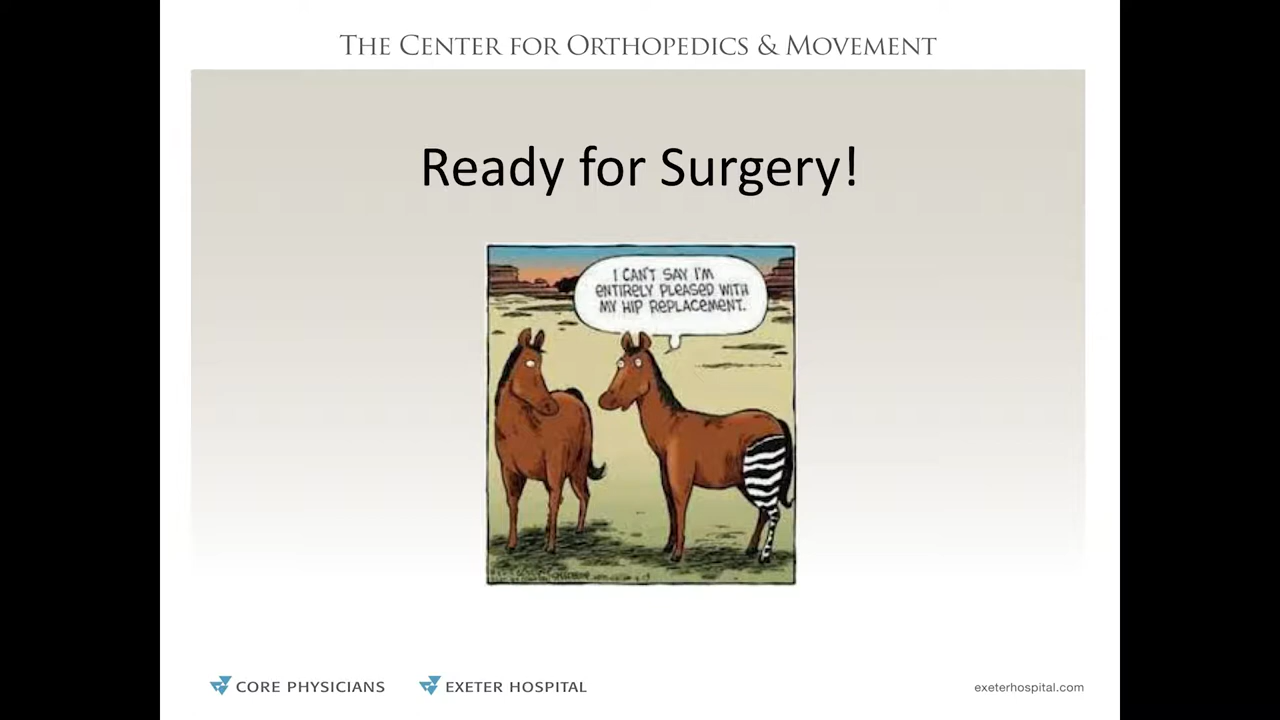 THE CENTER FOR ORTHOPEDICS & MOVEMENT
Ready for Surgery!
I CAN'T SAY I'M
ENTIRELY PLEASED WITH
MY HIP REPLACEMENT.
CORE PHYSICIANS
EXETER HOSPITAL
exeterhospital.com